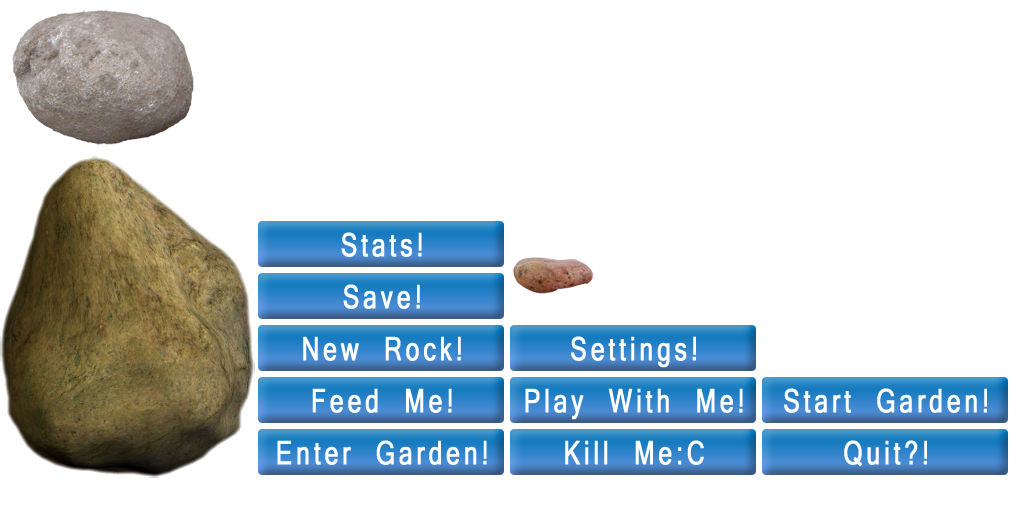 Stats!
Save!
New Rock!
Settings!
Feed Me!
Play With Me!
Start Garden!
Enter Garden!
Kill Me:C
Quit?!